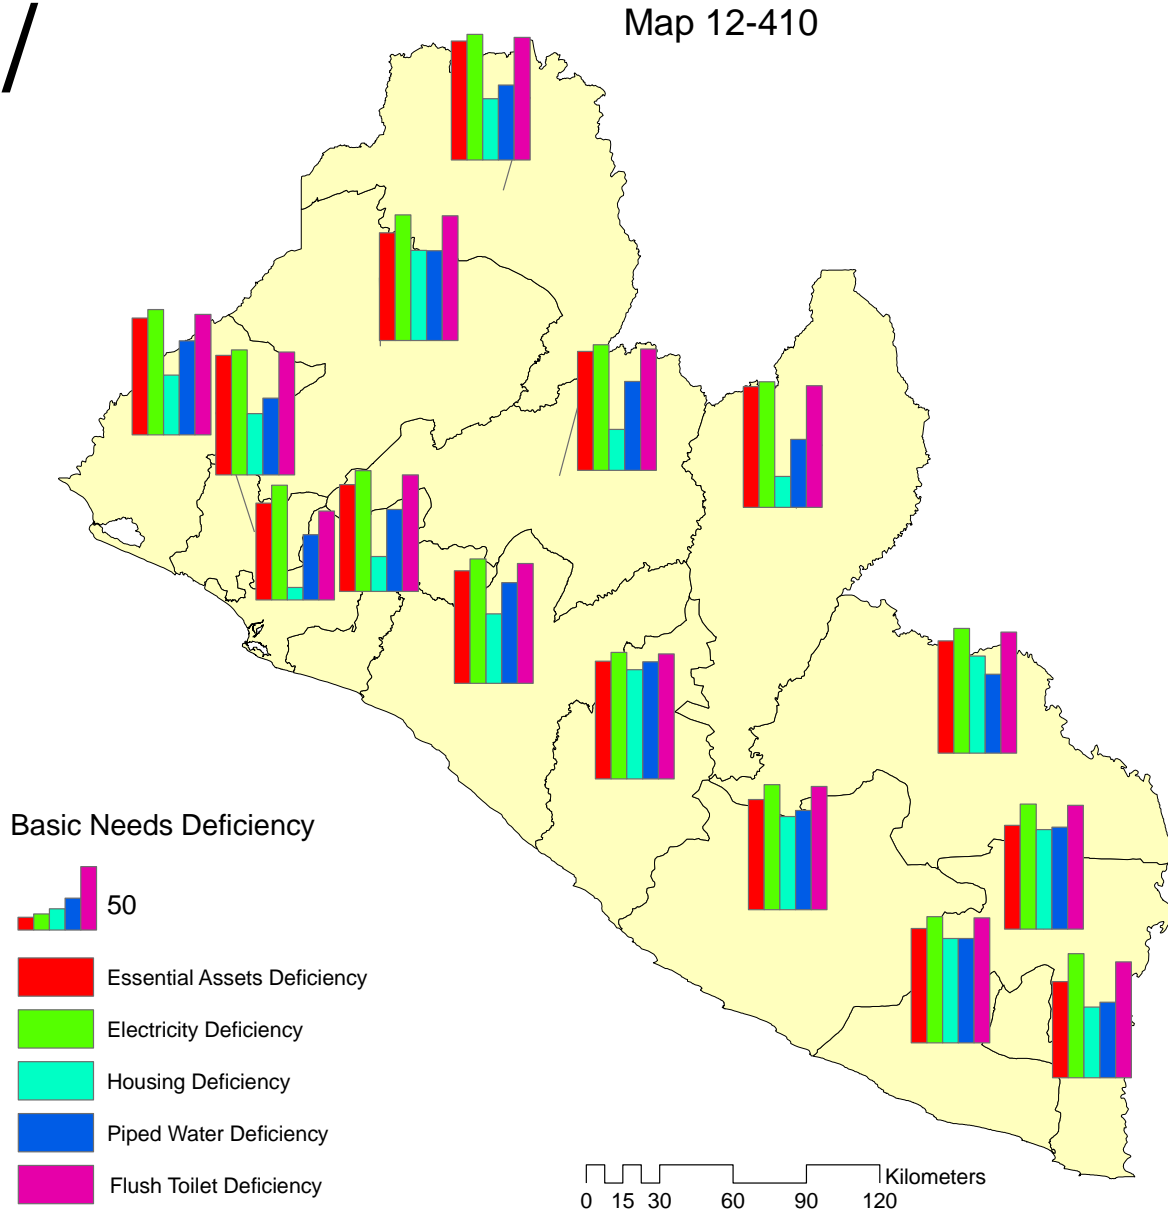 /
Map 12-410
Basic Needs Deficiency
50
Essential Assets Deficiency
Electricity Deficiency
Housing Deficiency
Piped Water Deficiency
Flush Toilet Deficiency
Kilometers
0 15 30 60 90 120